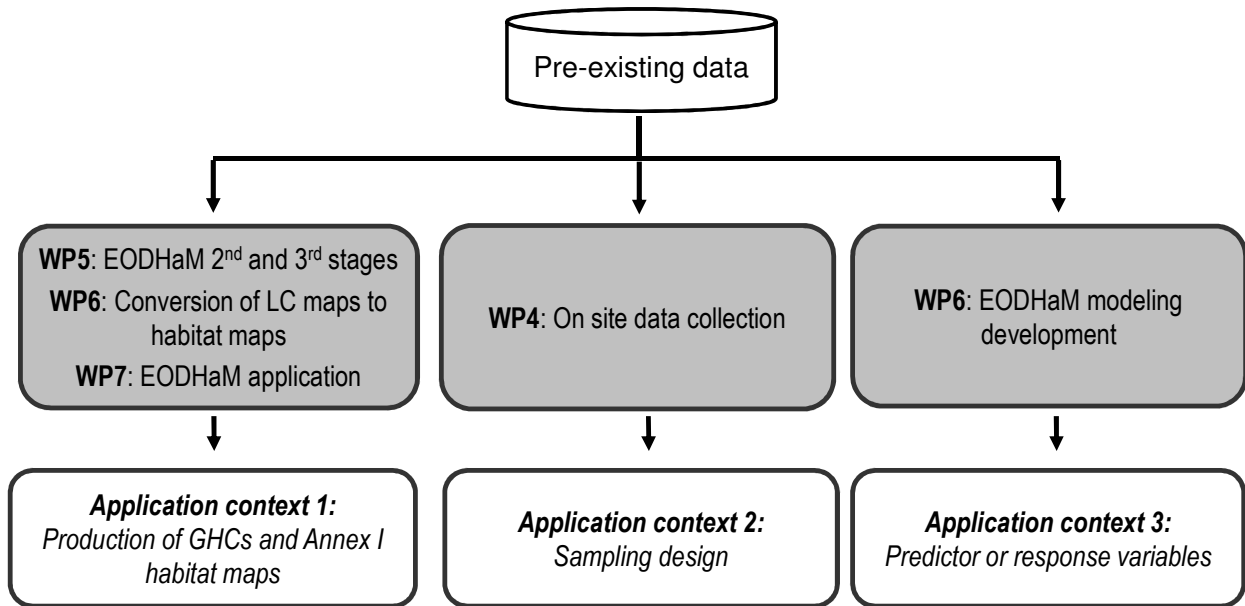 Pre-existing data
WP5: EODHaM 2nd and 3rd stages
WP6: Conversion of LC maps to
habitat maps
WP7: EODHaM application
WP4: On site data collection
WP6: EODHaM modeling
development
Application context 1:
Production of GHCs and Annex I
habitat maps
Application context 2:
Sampling design
Application context 3:
Predictor or response variables